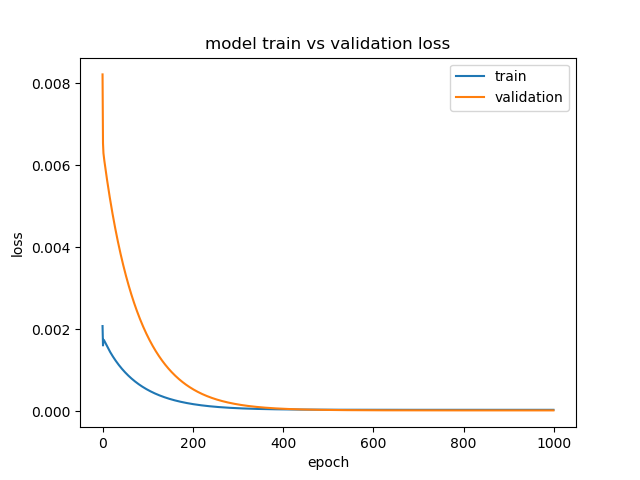 model train vs validation loss
train
validation
0.008
0.006
0.004
0.002
0.000
loss
0 200 400 600 800 1000
epoch